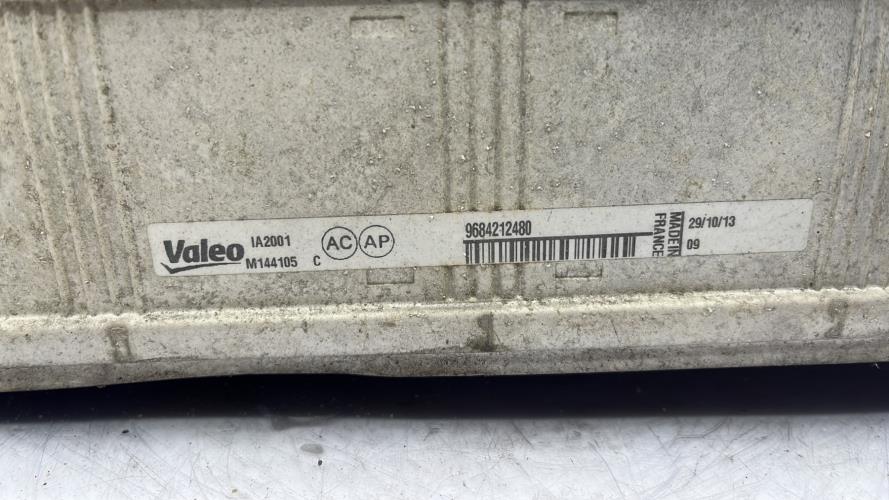 Valeo
IA2001
M144105 C
AC AP
9684212480
MADE IN
FRANCE
29/10/13
09